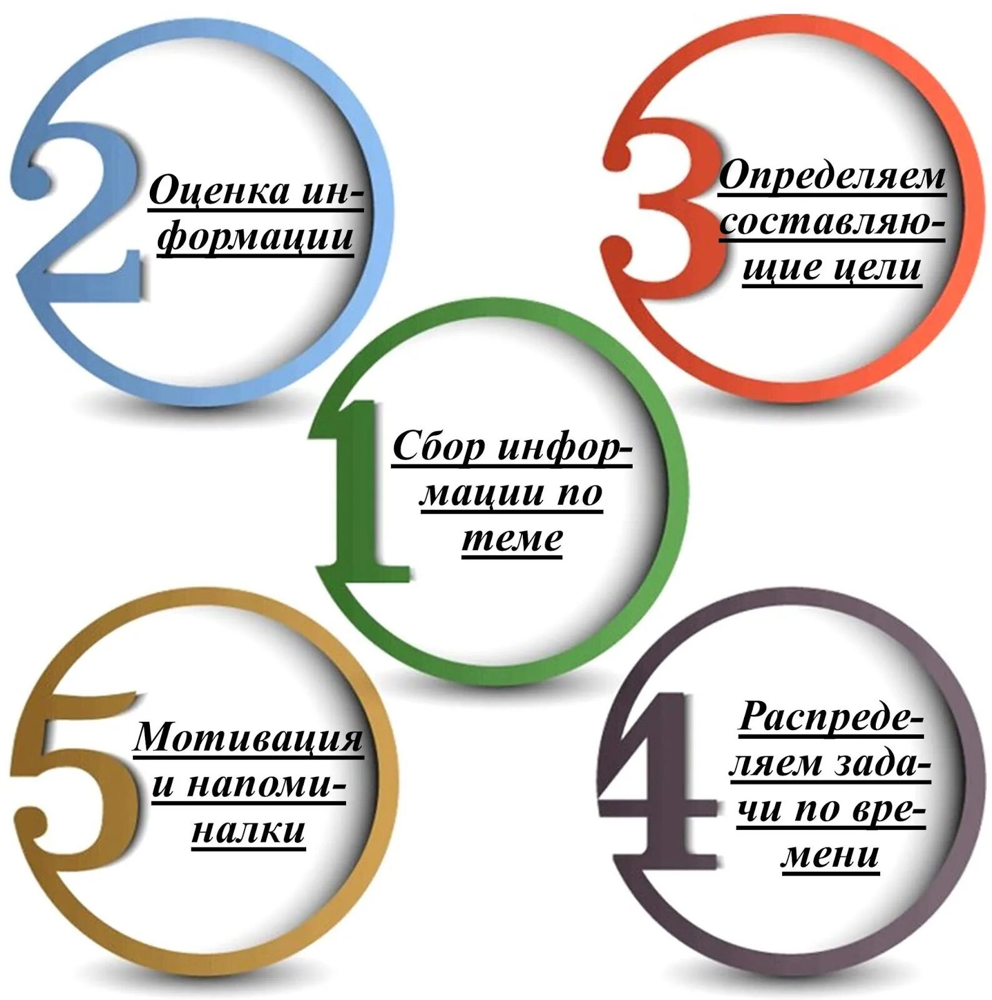 2
Оценка ин-
формации
3
Определяем
составляю-
щие цели
1
Сбор инфор-
мации по
теме
5
Мотивация
и напоми-
налки
4
Распреде-
ляем зада-
чи по вре-
мени